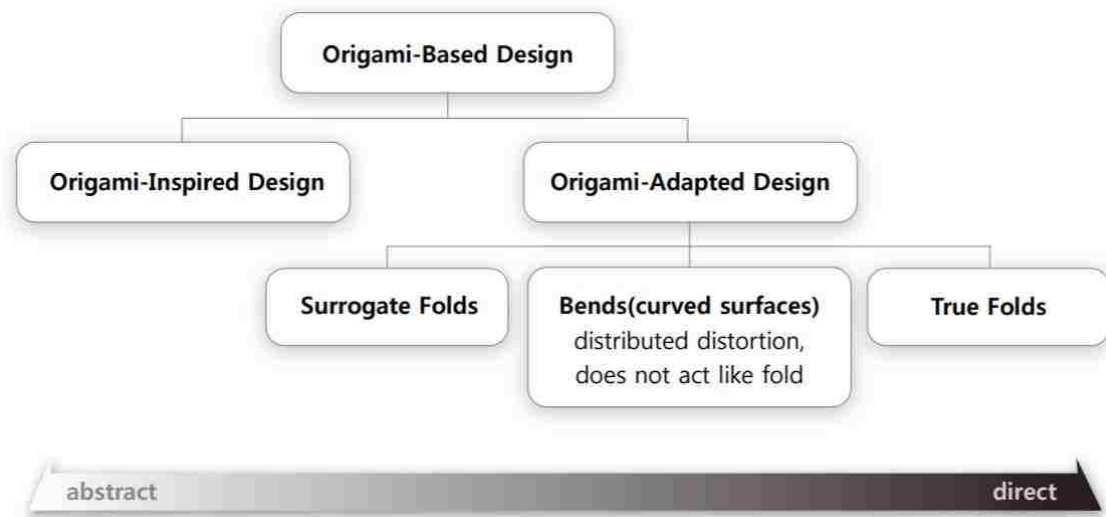 Origami-Based Design
Origami-Inspired Design
Origami-Adapted Design
Surrogate Folds
Bends(curved surfaces)
distributed distortion,
does not act like fold
True Folds
abstract
direct